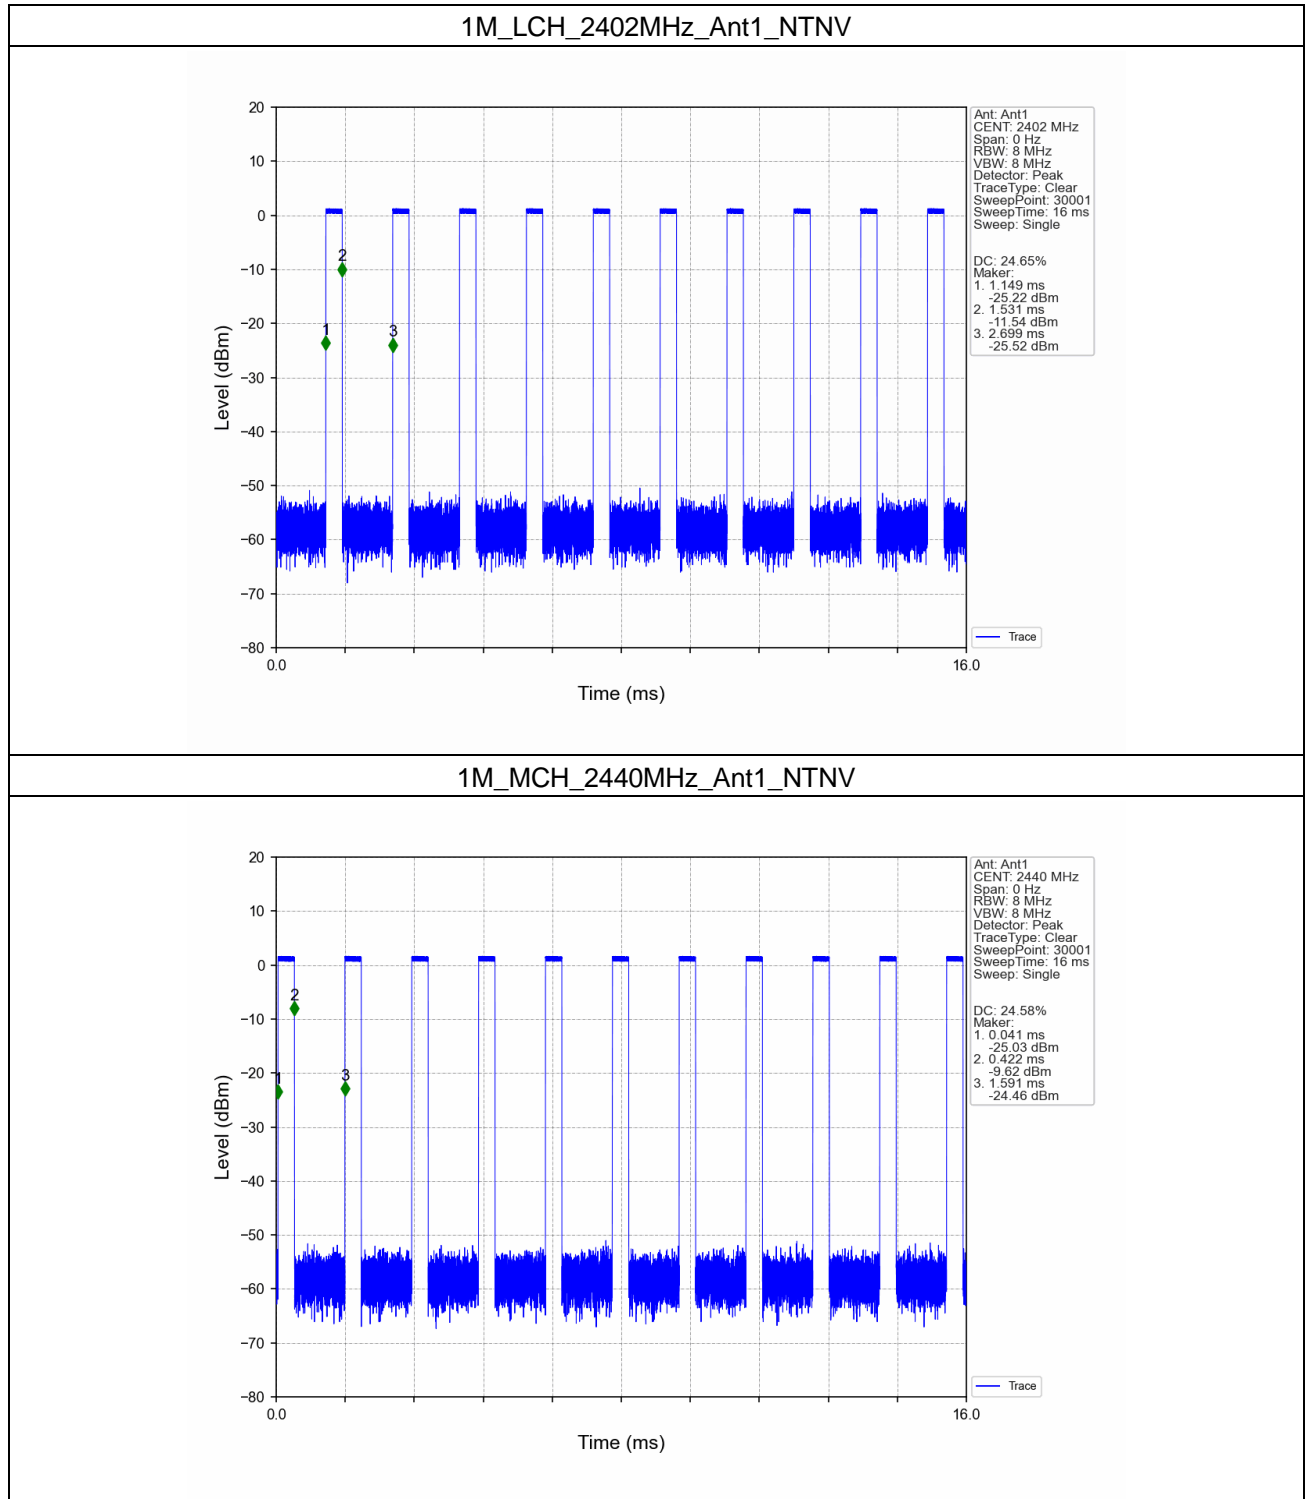 1M_LCH_2402MHz_Ant1_NTNV
20
10
0
−10
−20
−30
−40
−50
−60
−70
−80
Level (dBm)
1
2
3
0.0
16.0
Time (ms)
Ant: Ant1
CENT: 2402 MHz
Span: 0 Hz
RBW: 8 MHz
VBW: 8 MHz
Detector: Peak
TraceType: Clear
SweepPoint: 30001
SweepTime: 16 ms
Sweep: Single
DC: 24.65%
Maker:
1. 1.149 ms
-25.22 dBm
2. 1.531 ms
-11.54 dBm
3. 2.699 ms
-25.52 dBm
Trace
1M_MCH_2440MHz_Ant1_NTNV
20
10
0
−10
−20
−30
−40
−50
−60
−70
−80
Level (dBm)
1
2
3
0.0
16.0
Time (ms)
Ant: Ant1
CENT: 2440 MHz
Span: 0 Hz
RBW: 8 MHz
VBW: 8 MHz
Detector: Peak
TraceType: Clear
SweepPoint: 30001
SweepTime: 16 ms
Sweep: Single
DC: 24.58%
Maker:
1. 0.041 ms
-25.03 dBm
2. 0.422 ms
-9.62 dBm
3. 1.591 ms
-24.46 dBm
Trace